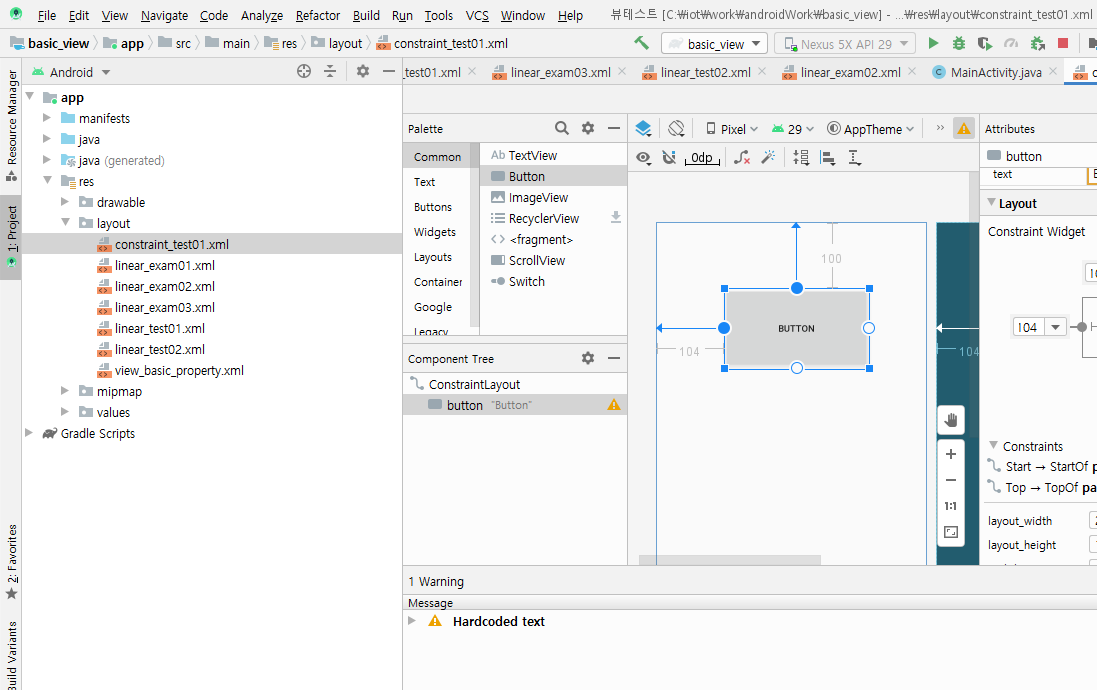 File Edit View Navigate Code Analyze Refactor Build Run Tools VCS Window Help 뷰테스트 [C:₩iot₩work₩androidWork₩basic_view] - ...₩res₩layout₩constraint_test01.xml
basic_view app src main res layout constraint_test01.xml basic_view Nexus 5X API 29
Android _test01.xml linear_exam03.xml linear_test02.xml linear_exam02.xml MainActivity.java
Resource Manager
1: Project
2: Favorites
Build Variants
app
manifests
java
java (generated)
res
drawable
layout
constraint_test01.xml
linear_exam01.xml
linear_exam02.xml
linear_exam03.xml
linear_test01.xml
linear_test02.xml
view_basic_property.xml
mipmap
values
Gradle Scripts
Palette
Common
Text
Buttons
Widgets
Layouts
Container
Google
Legacy
Ab TextView
Button
ImageView
RecyclerView
<fragment>
ScrollView
Switch
Component Tree
ConstraintLayout
button "Button"
Pixel 29 AppTheme
0dp
100
BUTTON
104
104
1:1
Attributes
button
text
Layout
Constraint Widget
10
104
Constraints
Start → StartOf p
Top → TopOf pa
layout_width
layout_height
1 Warning
Message
Hardcoded text